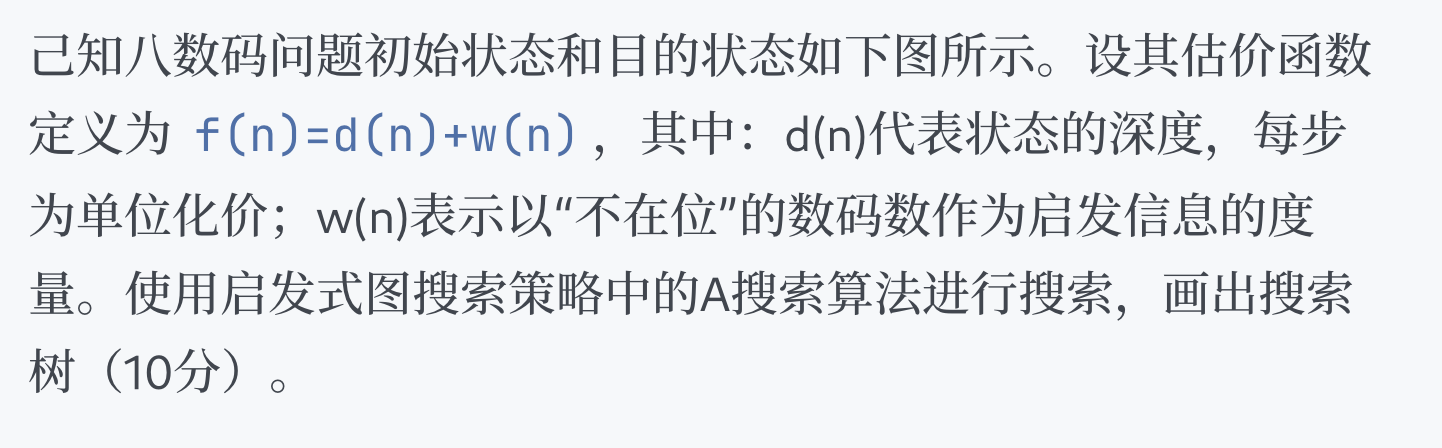 己知八数码问题初始状态和目的状态如下图所示。设其估价函数
定义为 f(n)=d(n)+w(n) ，其中：d(n)代表状态的深度，每步
为单位化价；w(n)表示以“不在位”的数码数作为启发信息的度
量。使用启发式图搜索策略中的A搜索算法进行搜索，画出搜索
树（10分）。